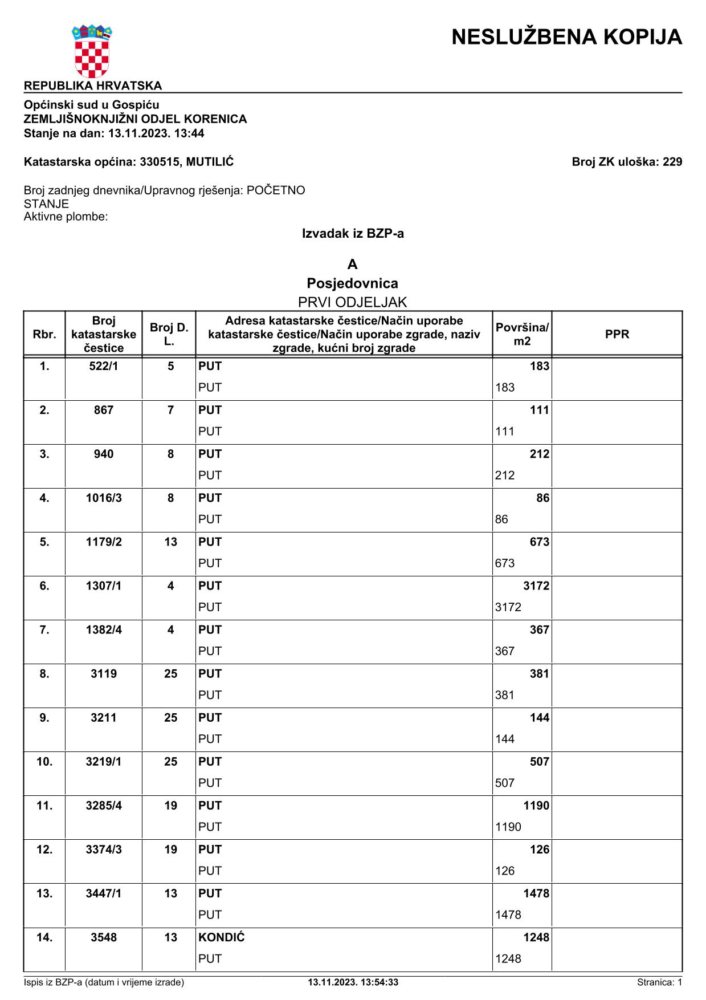 NESLUŽBENA KOPIJA
REPUBLIKA HRVATSKA
Općinski sud u Gospiću
ZEMLJIŠNOKNJIŽNI ODJEL KORENICA
Stanje na dan: 13.11.2023. 13:44
Katastarska općina: 330515, MUTILIĆ Broj ZK uloška: 229
Broj zadnjeg dnevnika/Upravnog rješenja: POČETNO
STANJE
Aktivne plombe:
Izvadak iz BZP-a
A
Posjedovnica
PRVI ODJELJAK
Rbr. Broj katastarske čestice Broj D. L. Adresa katastarske čestice/Način uporabe katastarske čestice/Način uporabe zgrade, naziv zgrade, kućni broj zgrade Površina/ m2 PPR
1. 522/1 5 PUT 183
PUT 183
2. 867 7 PUT 111
PUT 111
3. 940 8 PUT 212
PUT 212
4. 1016/3 8 PUT 86
PUT 86
5. 1179/2 13 PUT 673
PUT 673
6. 1307/1 4 PUT 3172
PUT 3172
7. 1382/4 4 PUT 367
PUT 367
8. 3119 25 PUT 381
PUT 381
9. 3211 25 PUT 144
PUT 144
10. 3219/1 25 PUT 507
PUT 507
11. 3285/4 19 PUT 1190
PUT 1190
12. 3374/3 19 PUT 126
PUT 126
13. 3447/1 13 PUT 1478
PUT 1478
14. 3548 13 KONDIĆ 1248
PUT 1248
Ispis iz BZP-a (datum i vrijeme izrade) 13.11.2023. 13:54:33 Stranica: 1